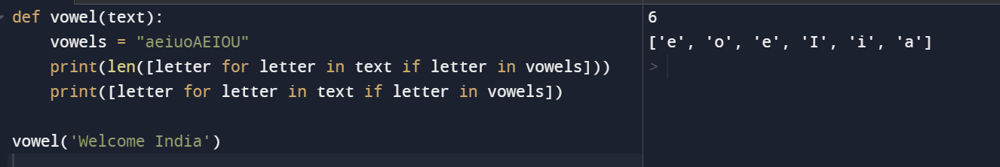 def vowel(text):
    vowels = "aeiuoAEIOU"
    print(len([letter for letter in text if letter in vowels]))
    print([letter for letter in text if letter in vowels])
vowel('Welcome India')
6
['e', 'o', 'e', 'I', 'i', 'a']
>